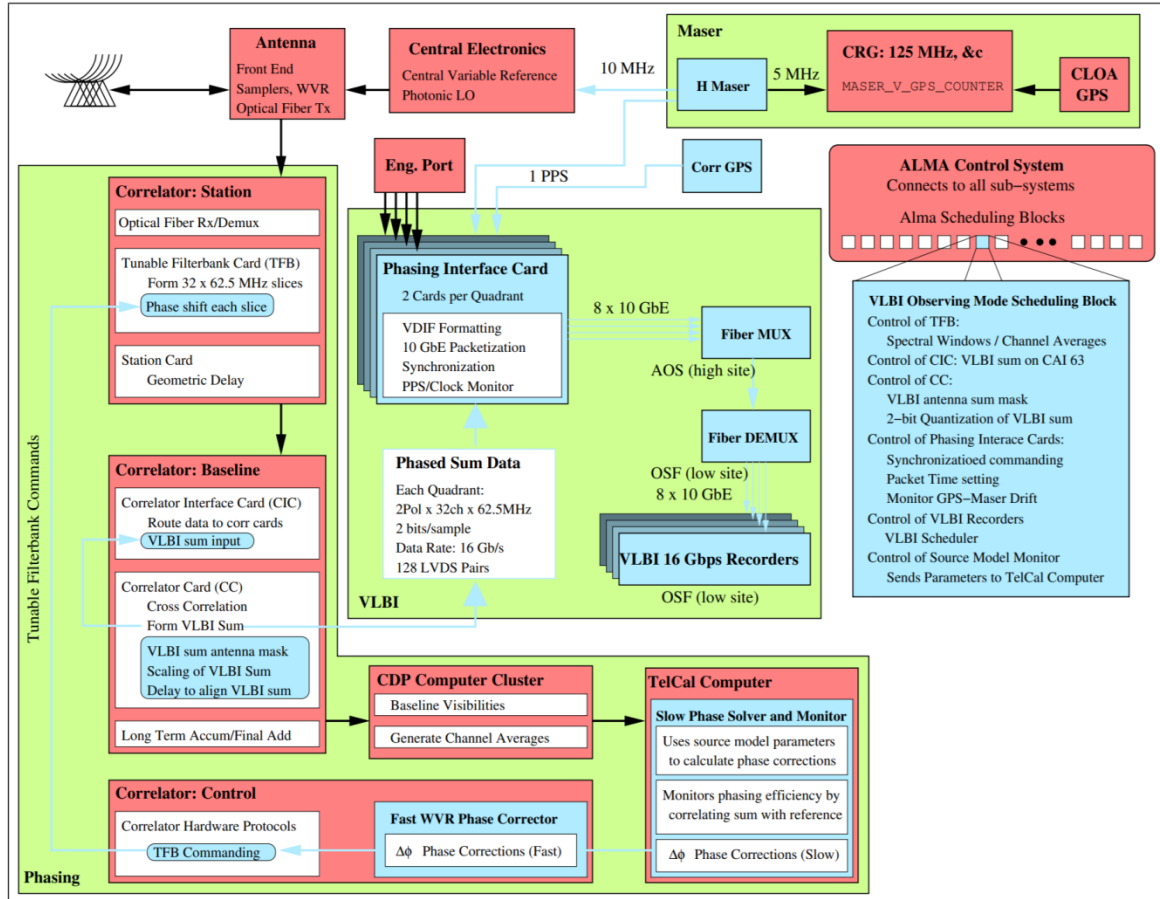 Antenna
Front End
Samplers, WVR
Optical Fiber Tx
Central Electronics
Central Variable Reference
Photonic LO
10 MHz
Maser
H Maser
5 MHz
CRG: 125 MHz, &c
MASER_V_GPS_COUNTER
CLOA
GPS
Eng. Port
1 PPS
Corr GPS
ALMA Control System
Connects to all sub−systems
Alma Scheduling Blocks
VLBI Observing Mode Scheduling Block
Control of TFB:
Spectral Windows / Channel Averages
Control of CIC: VLBI sum on CAI 63
Control of CC:
VLBI antenna sum mask
2−bit Quantization of VLBI sum
Control of Phasing Interace Cards:
Synchronizatioed commanding
Packet Time setting
Monitor GPS−Maser Drift
Control of VLBI Recorders
VLBI Scheduler
Control of Source Model Monitor
Sends Parameters to TelCal Computer
Correlator: Station
Optical Fiber Rx/Demux
Tunable Filterbank Card (TFB)
Form 32 x 62.5 MHz slices
Phase shift each slice
Station Card
Geometric Delay
Tunable Filterbank Commands
Correlator: Baseline
Correlator Interface Card (CIC)
Route data to corr cards
VLBI sum input
Correlator Card (CC)
Cross Correlation
Form VLBI Sum
VLBI sum antenna mask
Scaling of VLBI Sum
Delay to align VLBI sum
Long Term Accum/Final Add
Phasing Interface Card
2 Cards per Quadrant
VDIF Formatting
10 GbE Packetization
Synchronization
PPS/Clock Monitor
8 x 10 GbE
Fiber MUX
AOS (high site)
Fiber DEMUX
OSF (low site)
8 x 10 GbE
VLBI 16 Gbps Recorders
OSF (low site)
Phased Sum Data
Each Quadrant:
2Pol x 32ch x 62.5MHz
2 bits/sample
Data Rate: 16 Gb/s
128 LVDS Pairs
VLBI
CDP Computer Cluster
Baseline Visibilities
Generate Channel Averages
TelCal Computer
Slow Phase Solver and Monitor
Uses source model parameters
to calculate phase corrections
Monitors phasing efficiency by
correlating sum with reference
Δϕ Phase Corrections (Slow)
Correlator: Control
Correlator Hardware Protocols
TFB Commanding
Fast WVR Phase Corrector
Δϕ Phase Corrections (Fast)
Phasing